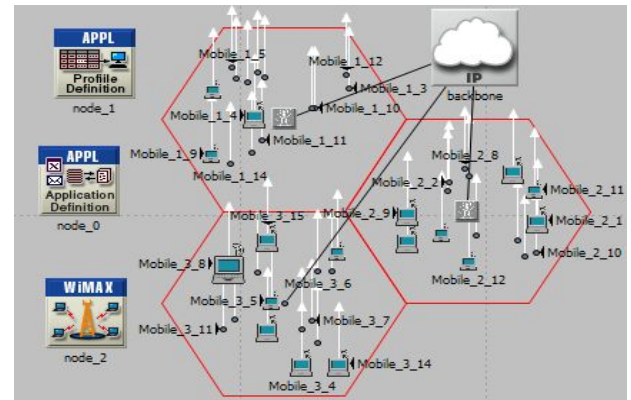 APPL
Profile
Definition
node_1
APPL
Application
Definition
node_0
WiMAX
node_2
IP
backbone
Mobile_1_5
Mobile_1_12
Mobile_1_3
Mobile_1_4
Mobile_1_10
Mobile_1_11
Mobile_1_9
Mobile_1_14
Mobile_2_8
Mobile_2_2
Mobile_2_11
Mobile_2_9
Mobile_2_1
Mobile_2_10
Mobile_2_12
Mobile_3_15
Mobile_3_8
Mobile_3_6
Mobile_3_5
Mobile_3_11
Mobile_3_7
Mobile_3_14
Mobile_3_4